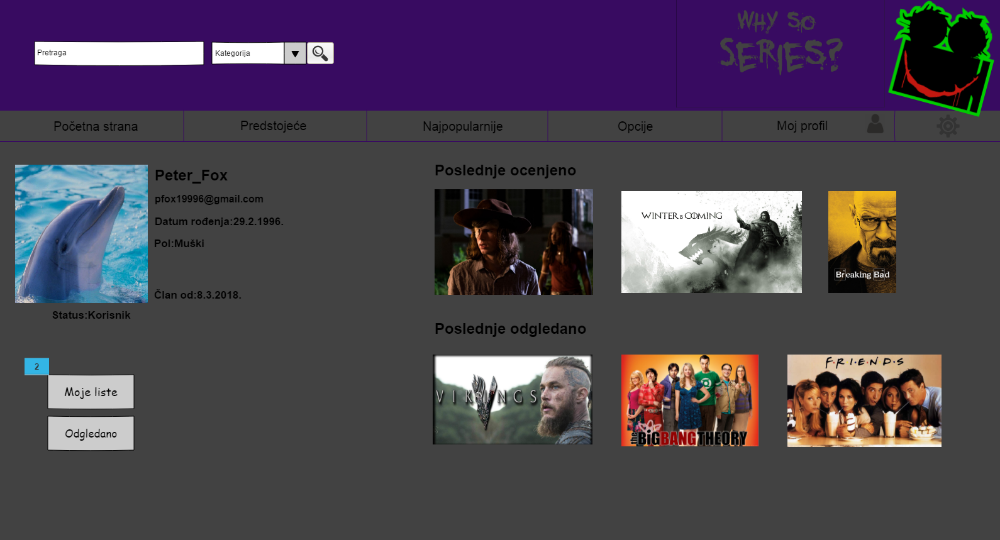 WHY SO
SERIES?
Pretraga
Kategorija
Početna strana
Predstojeće
Najpopularnije
Opcije
Moj profil
Peter_Fox
pfox19996@gmail.com
Datum rođenja:29.2.1996.
Pol:Muški
Član od:8.3.2018.
Status:Korisnik
2
Moje liste
Odgledano
Poslednje ocenjeno
WINTER IS COMING
Breaking Bad
Poslednje odgledano
VIKINGS
the BIG BANG THEORY
F·R·I·E·N·D·S